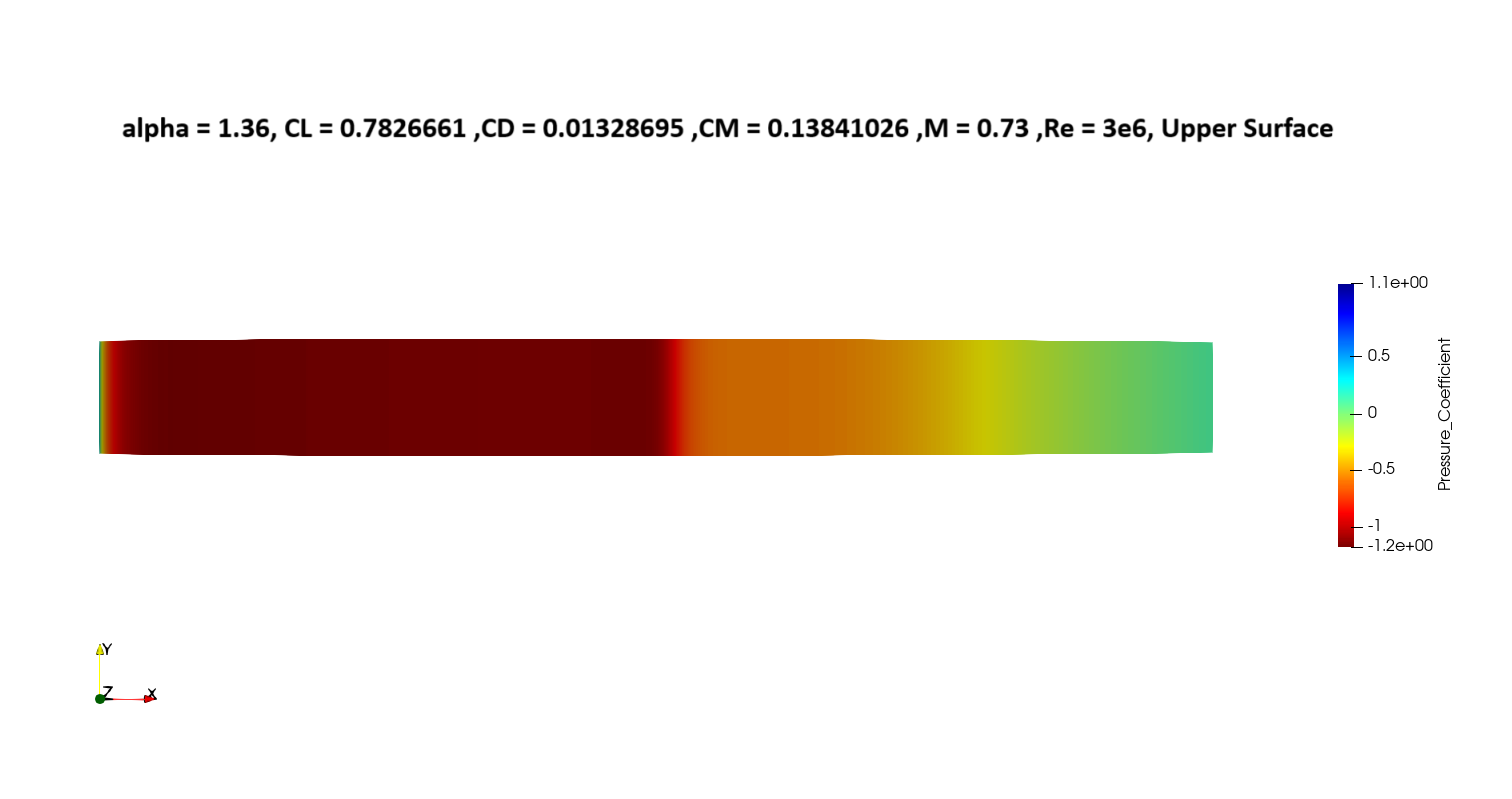 alpha = 1.36, CL = 0.7826661 ,CD = 0.01328695 ,CM = 0.13841026 ,M = 0.73 ,Re = 3e6, Upper Surface
1.1e+00
0.5
0
-0.5
-1
-1.2e+00
Pressure_Coefficient
Y
Z
X